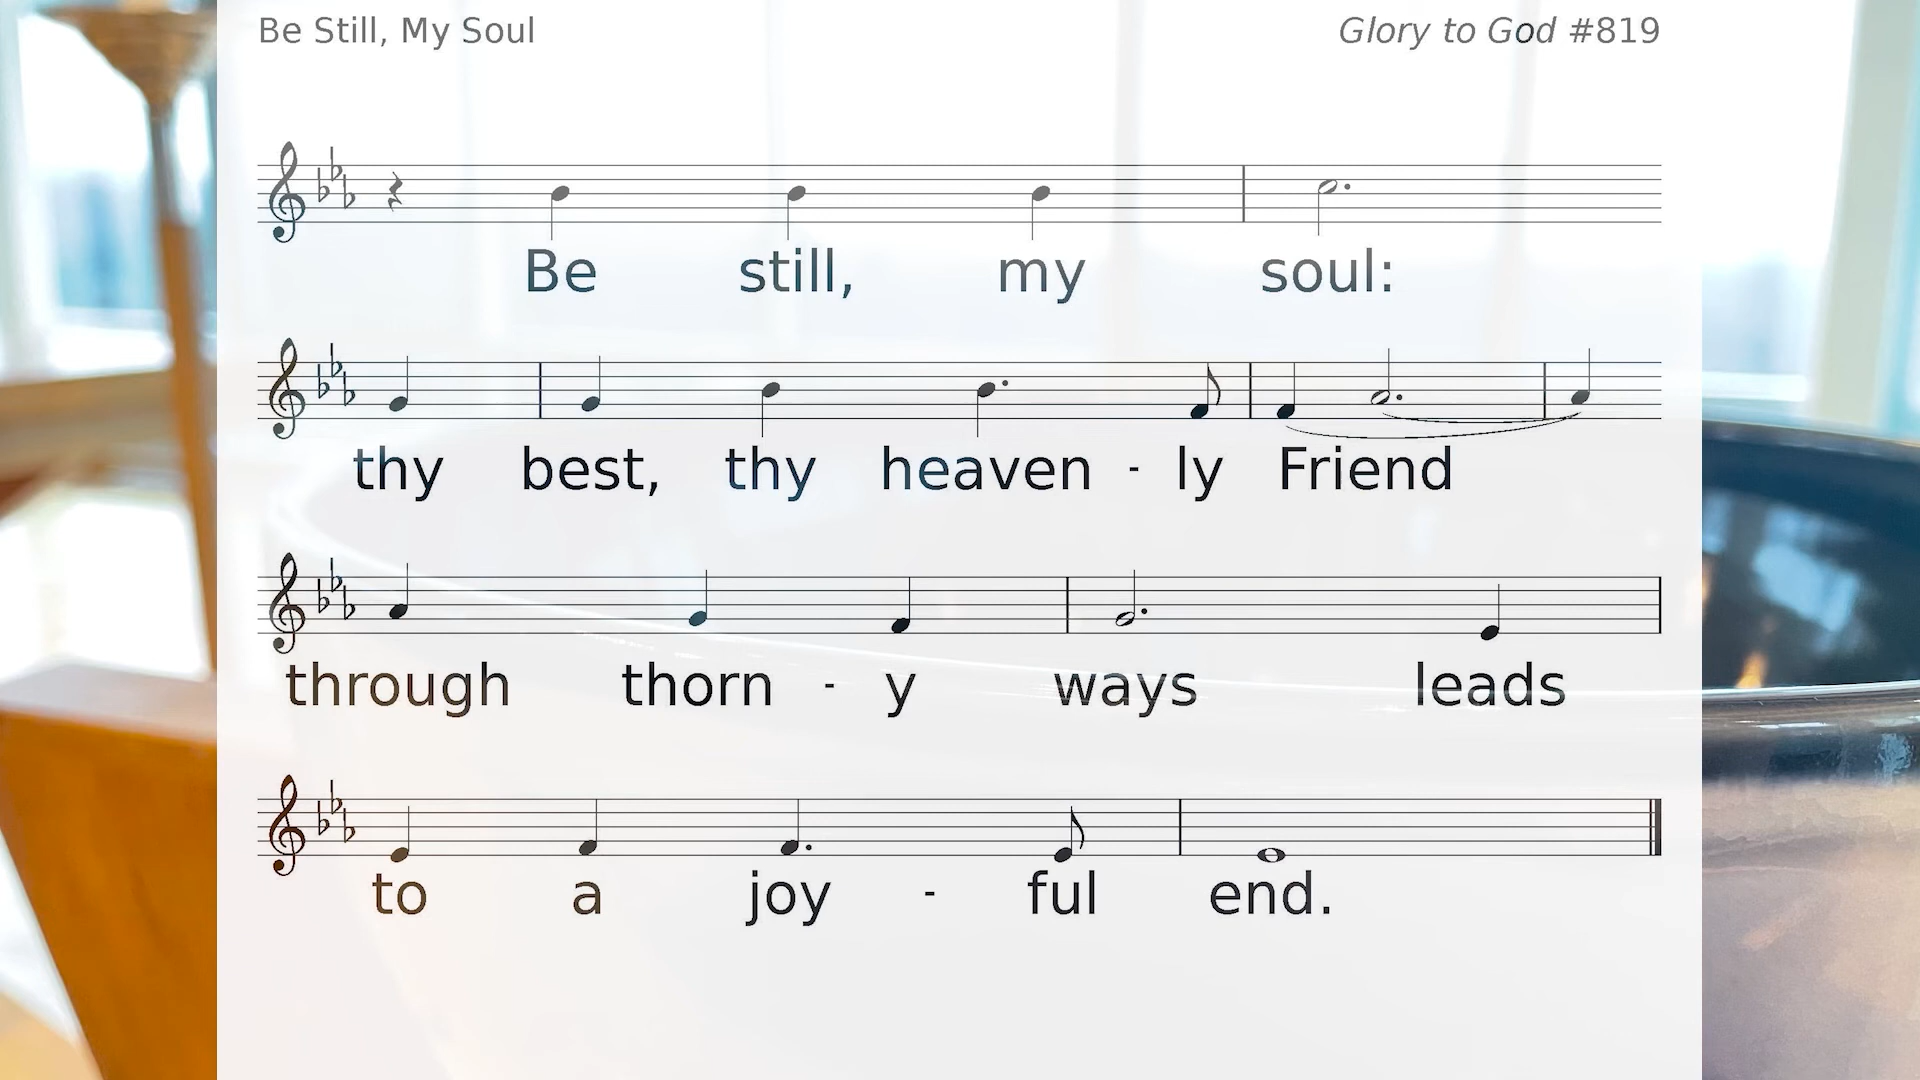 Be Still, My Soul Glory to God #819
Be still, my soul:
thy best, thy heaven - ly Friend
through thorn - y ways leads
to a joy - ful end.